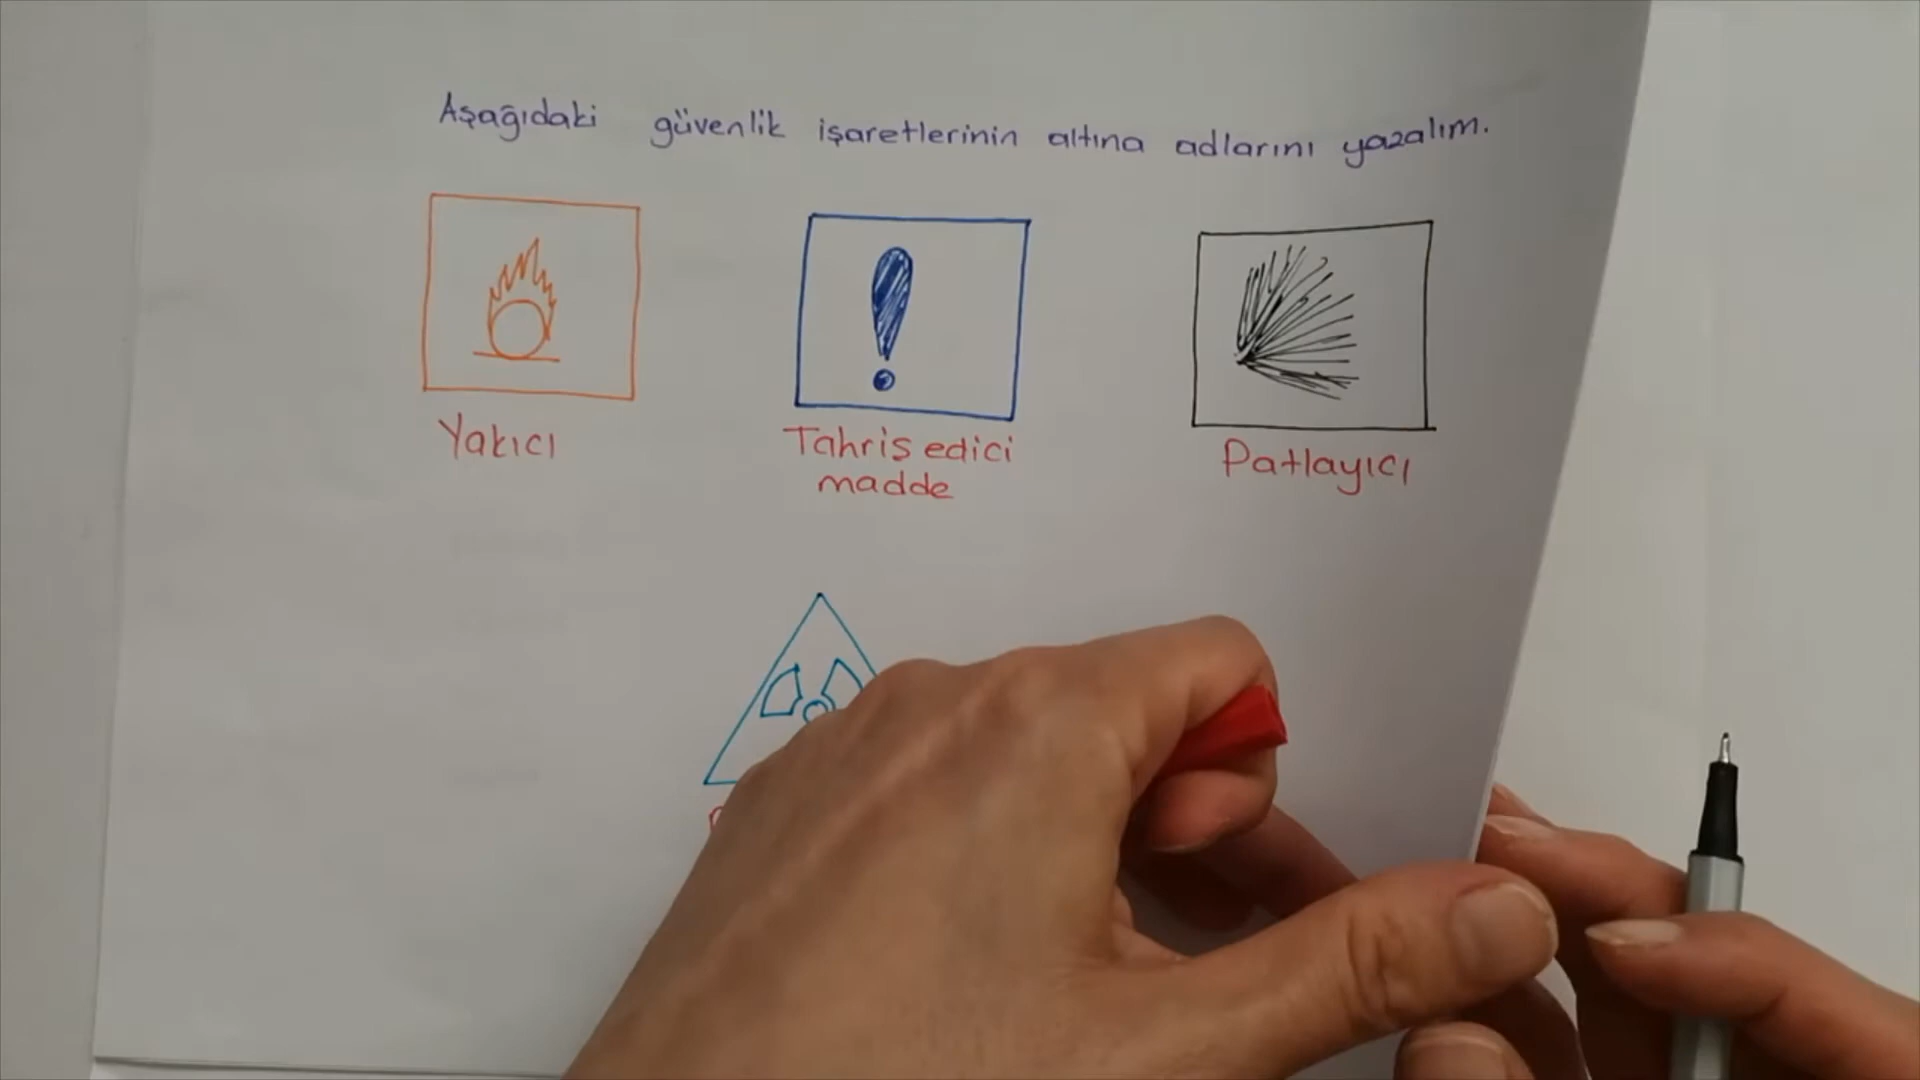 Aşağıdaki güvenlik işaretlerinin altına adlarını yazalım.
Yakıcı
Tahriş edici
madde
Patlayıcı